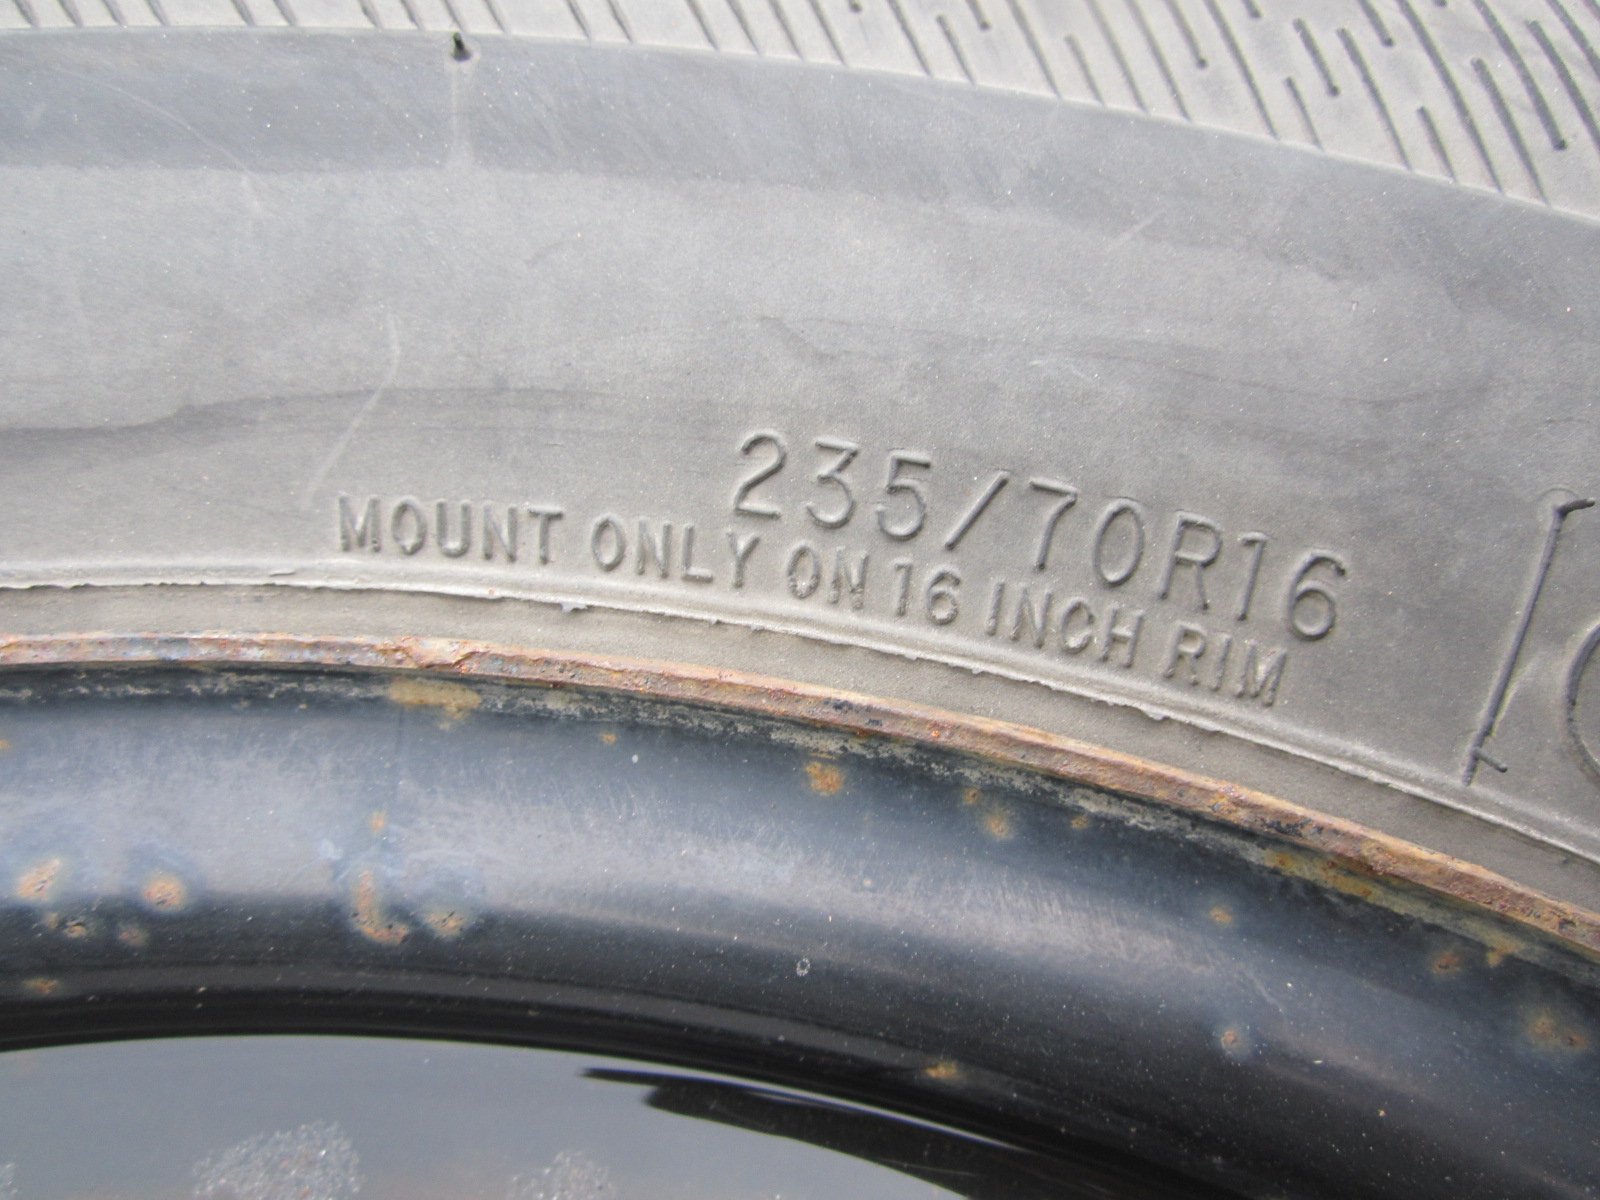 235/70R16
MOUNT ONLY ON 16 INCH RIM